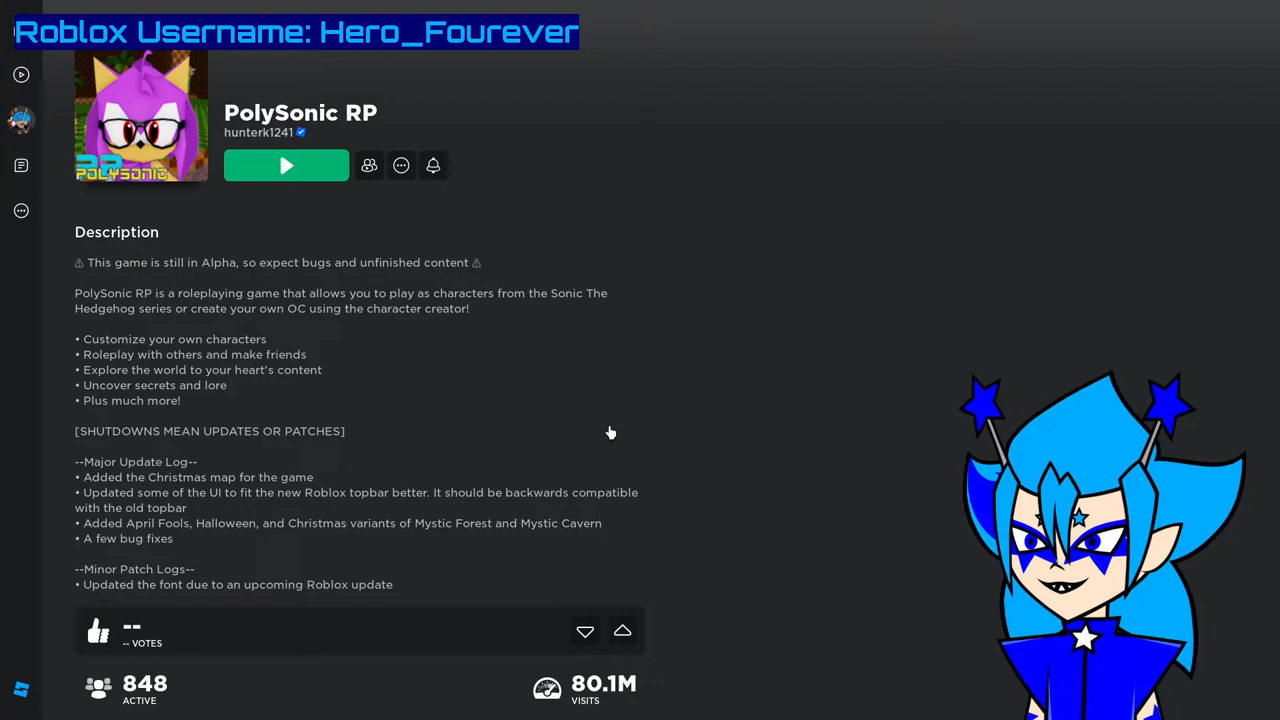 Roblox Username: Hero_Fourever
POLYSONIC
PolySonic RP
hunterk1241
Description
⚠ This game is still in Alpha, so expect bugs and unfinished content ⚠
PolySonic RP is a roleplaying game that allows you to play as characters from the Sonic The
Hedgehog series or create your own OC using the character creator!
• Customize your own characters
• Roleplay with others and make friends
• Explore the world to your heart's content
• Uncover secrets and lore
• Plus much more!
[SHUTDOWNS MEAN UPDATES OR PATCHES]
--Major Update Log--
• Added the Christmas map for the game
• Updated some of the UI to fit the new Roblox topbar better. It should be backwards compatible
with the old topbar
• Added April Fools, Halloween, and Christmas variants of Mystic Forest and Mystic Cavern
• A few bug fixes
--Minor Patch Logs--
• Updated the font due to an upcoming Roblox update
--
-- VOTES
848
ACTIVE
80.1M
VISITS